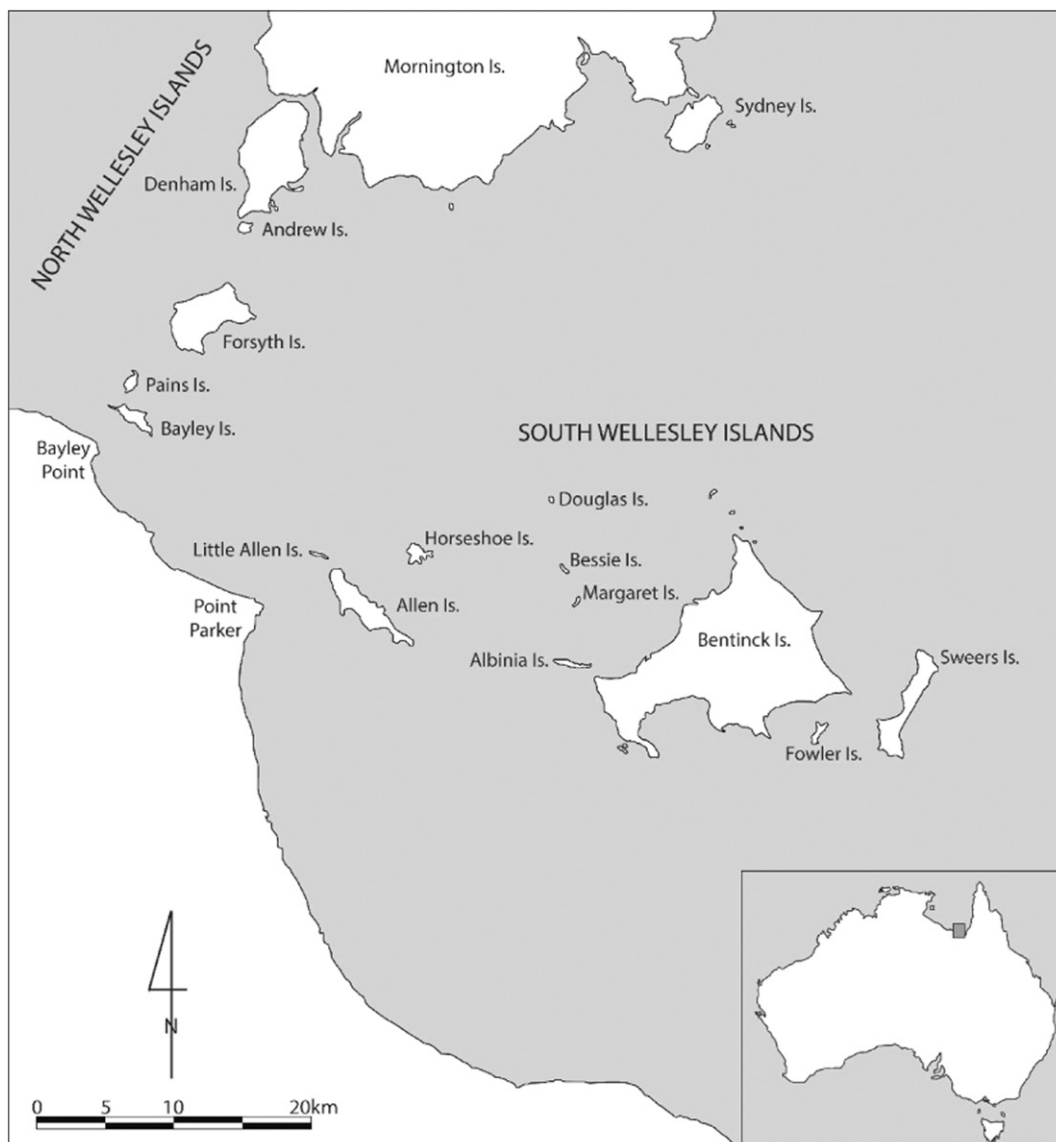 Mornington Is.
Sydney Is.
NORTH WELLESLEY ISLANDS
Denham Is.
Andrew Is.
Forsyth Is.
Pains Is.
Bayley Is.
Bayley
Point
SOUTH WELLESLEY ISLANDS
Douglas Is.
Horseshoe Is.
Little Allen Is.
Bessie Is.
Margaret Is.
Allen Is.
Point
Parker
Bentinck Is.
Albinia Is.
Sweers Is.
Fowler Is.
N
0 5 10 20km